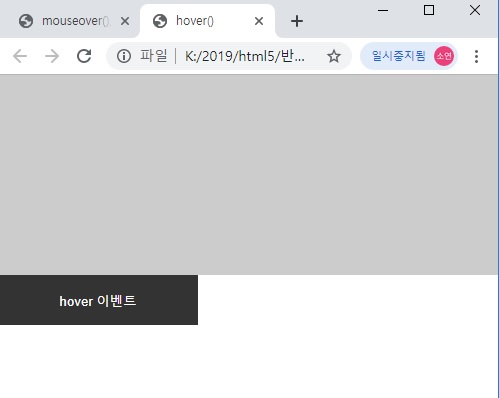 mouseover()
hover()
파일
K:/2019/html5/반...
일시중지됨
소연
hover 이벤트